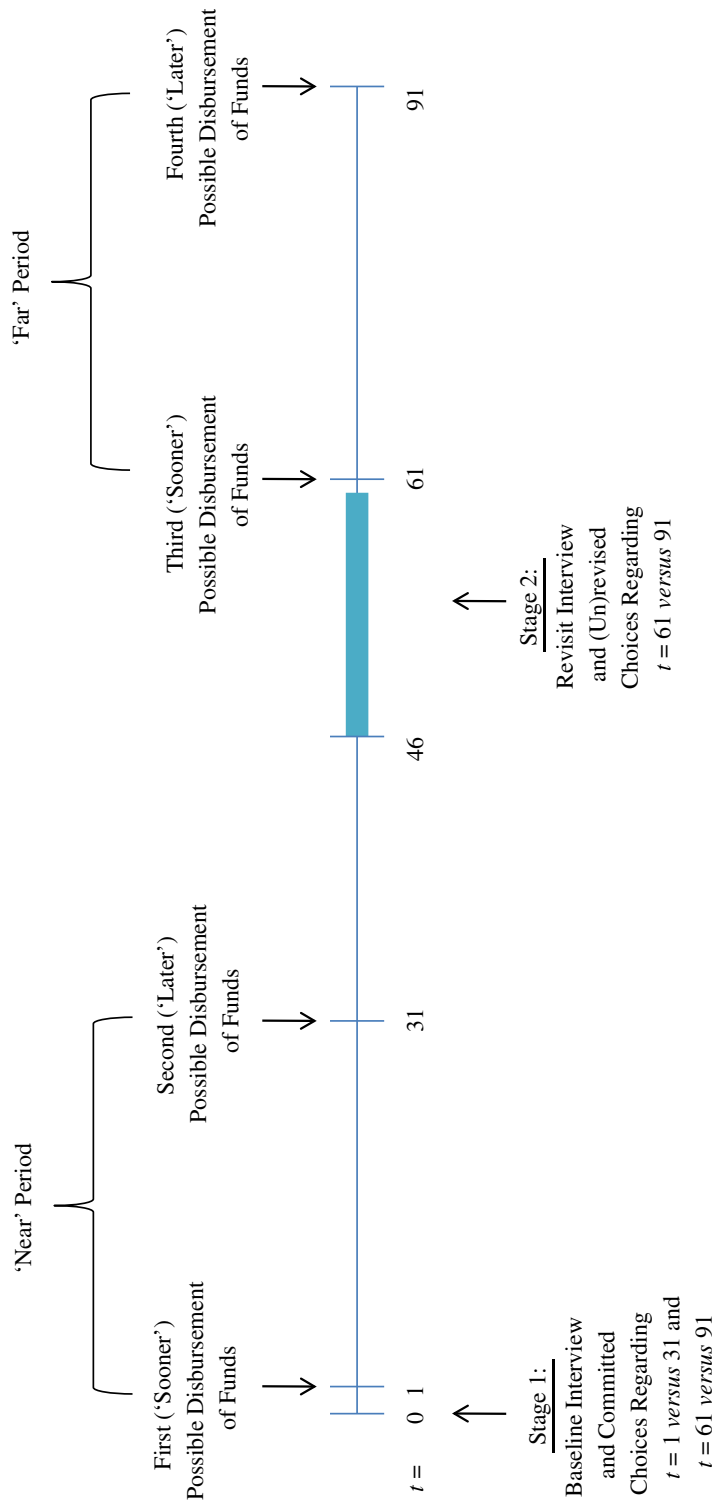 ‘Near’ Period
‘Far’ Period
First (‘Sooner’)
Possible Disbursement
of Funds
Second (‘Later’)
Possible Disbursement
of Funds
Third (‘Sooner’)
Possible Disbursement
of Funds
Fourth (‘Later’)
Possible Disbursement
of Funds
t = 0 1 31 46 61 91
Stage 1:
Baseline Interview
and Committed
Choices Regarding
t = 1 versus 31 and
t = 61 versus 91
Stage 2:
Revisit Interview
and (Un)revised
Choices Regarding
t = 61 versus 91